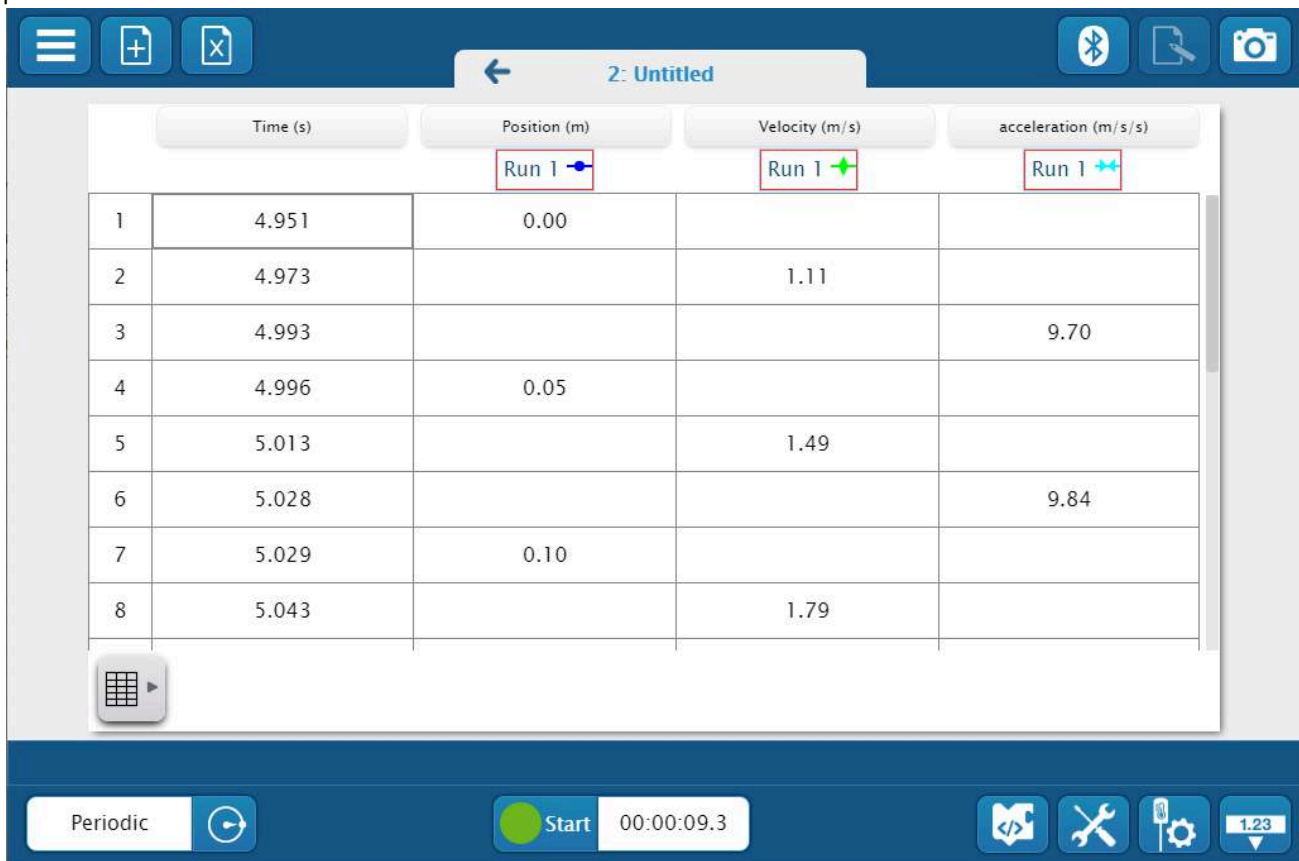 2: Untitled
Time (s) Position (m) Velocity (m/s) acceleration (m/s/s)
Run 1 Run 1 Run 1
1 4.951 0.00
2 4.973 1.11
3 4.993 9.70
4 4.996 0.05
5 5.013 1.49
6 5.028 9.84
7 5.029 0.10
8 5.043 1.79
Periodic Start 00:00:09.3 </> 1.23